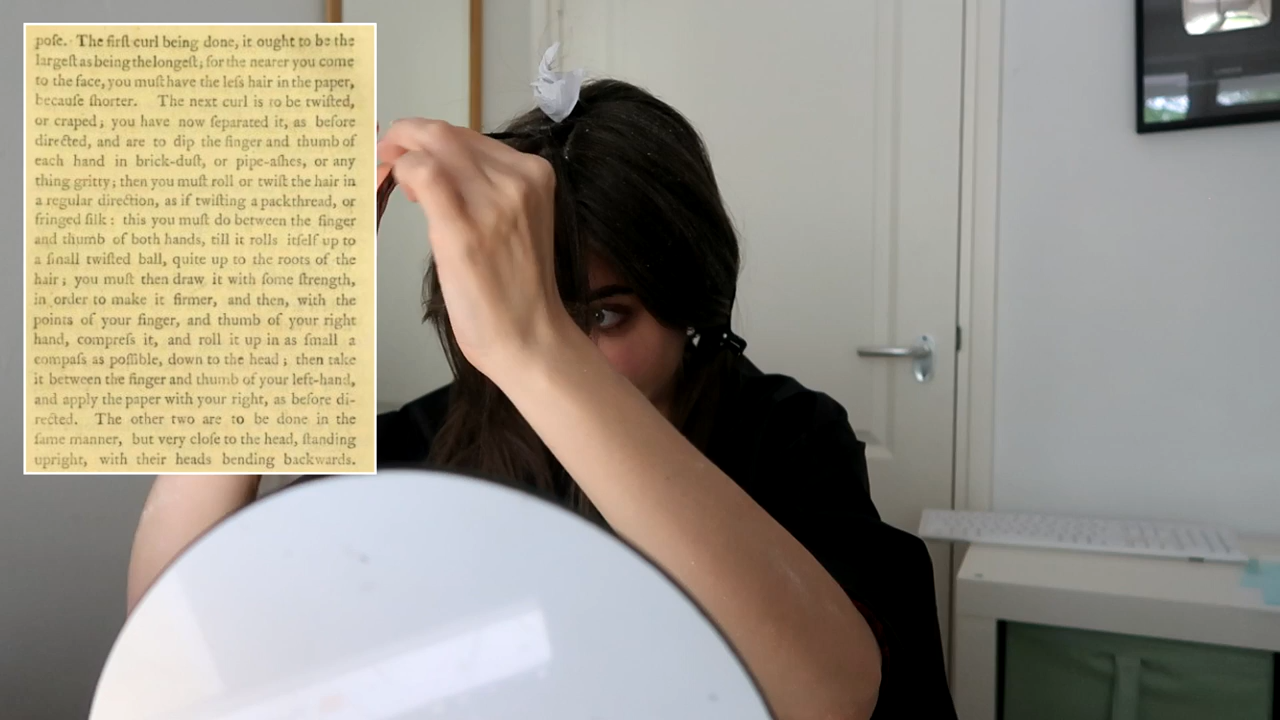 poſe. The firſt curl being done, it ought to be the
largeſt as being the longeſt; for the nearer you come
to the face, you muſt have the leſs hair in the paper,
becauſe ſhorter. The next curl is to be twiſted,
or craped; you have now ſeparated it, as before
directed, and are to dip the finger and thumb of
each hand in brick-duſt, or pipe-aſhes, or any
thing gritty; then you muſt roll or twiſt the hair in
a regular direction, as if twiſting a packthread, or
fringed ſilk: this you muſt do between the finger
and thumb of both hands, till it rolls itſelf up to
a ſmall twiſted ball, quite up to the roots of the
hair; you muſt then draw it with ſome ſtrength,
in order to make it firmer, and then, with the
points of your finger, and thumb of your right
hand, compreſs it, and roll it up in as ſmall a
compaſs as poſſible, down to the head; then take
it between the finger and thumb of your left-hand,
and apply the paper with your right, as before di-
rected. The other two are to be done in the
ſame manner, but very cloſe to the head, ſtanding
upright, with their heads bending backwards.